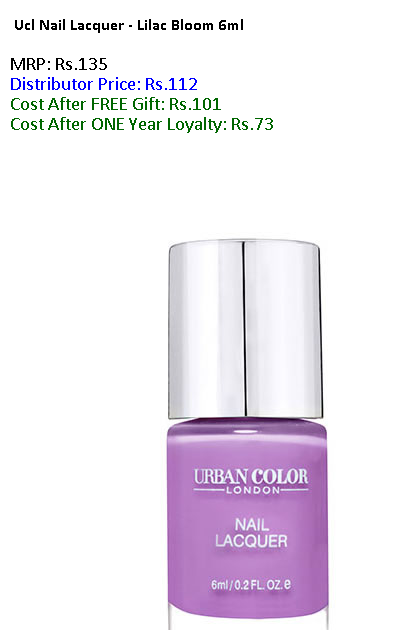 Ucl Nail Lacquer - Lilac Bloom 6ml
MRP: Rs.135
Distributor Price: Rs.112
Cost After FREE Gift: Rs.101
Cost After ONE Year Loyalty: Rs.73
URBAN COLOR
LONDON
NAIL
LACQUER
6ml/0.2 FL. OZ. e